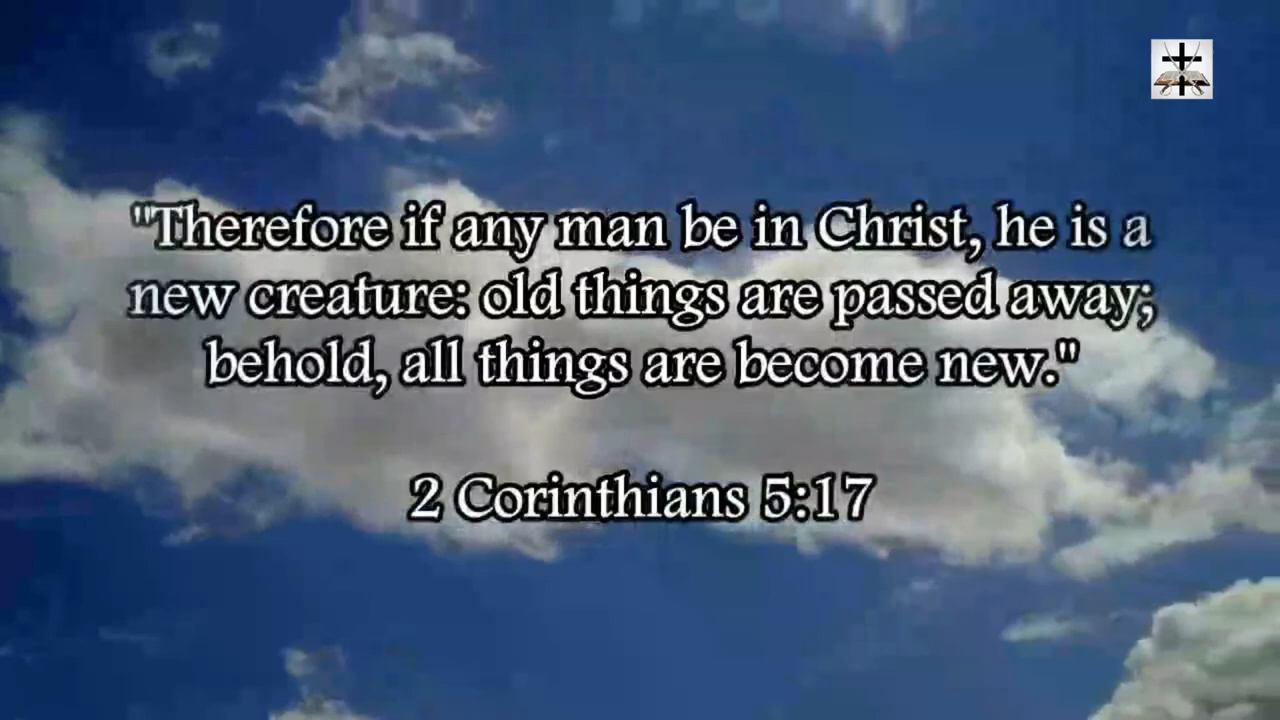 "Therefore if any man be in Christ, he is a
new creature: old things are passed away;
behold, all things are become new."
2 Corinthians 5:17